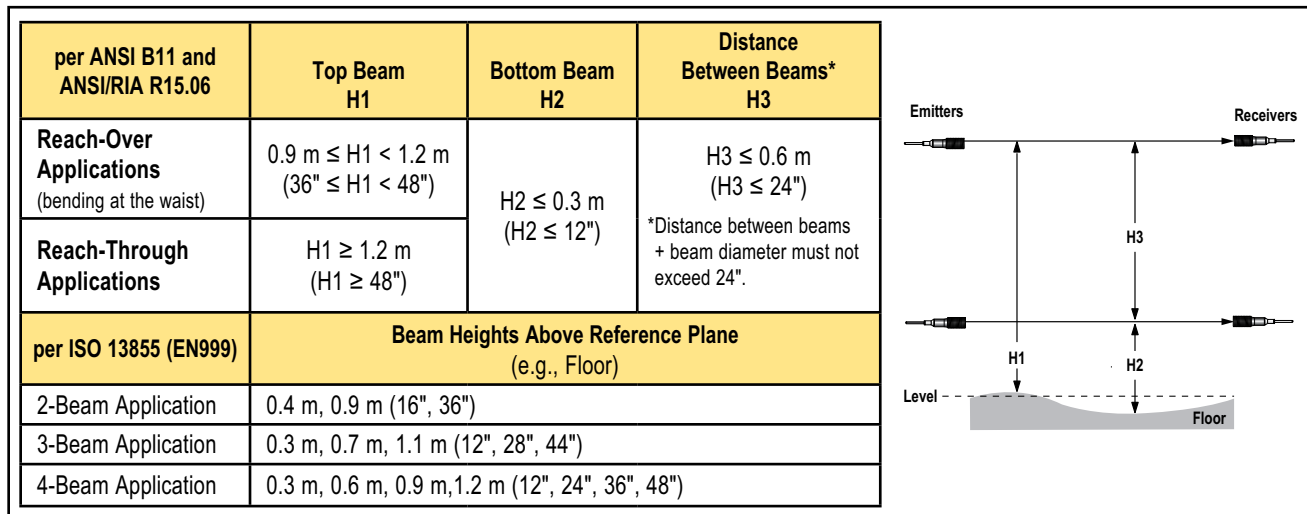 per ANSI B11 and
ANSI/RIA R15.06
Top Beam
H1
Bottom Beam
H2
Distance
Between Beams*
H3
Reach-Over
Applications
(bending at the waist)
0.9 m ≤ H1 < 1.2 m
(36" ≤ H1 < 48")
H2 ≤ 0.3 m
(H2 ≤ 12")
H3 ≤ 0.6 m
(H3 ≤ 24")
*Distance between beams
+ beam diameter must not
exceed 24".
Reach-Through
Applications
H1 ≥ 1.2 m
(H1 ≥ 48")
per ISO 13855 (EN999)
Beam Heights Above Reference Plane
(e.g., Floor)
2-Beam Application
0.4 m, 0.9 m (16", 36")
3-Beam Application
0.3 m, 0.7 m, 1.1 m (12", 28", 44")
4-Beam Application
0.3 m, 0.6 m, 0.9 m,1.2 m (12", 24", 36", 48")
Emitters
Receivers
H3
H1
H2
Level
Floor